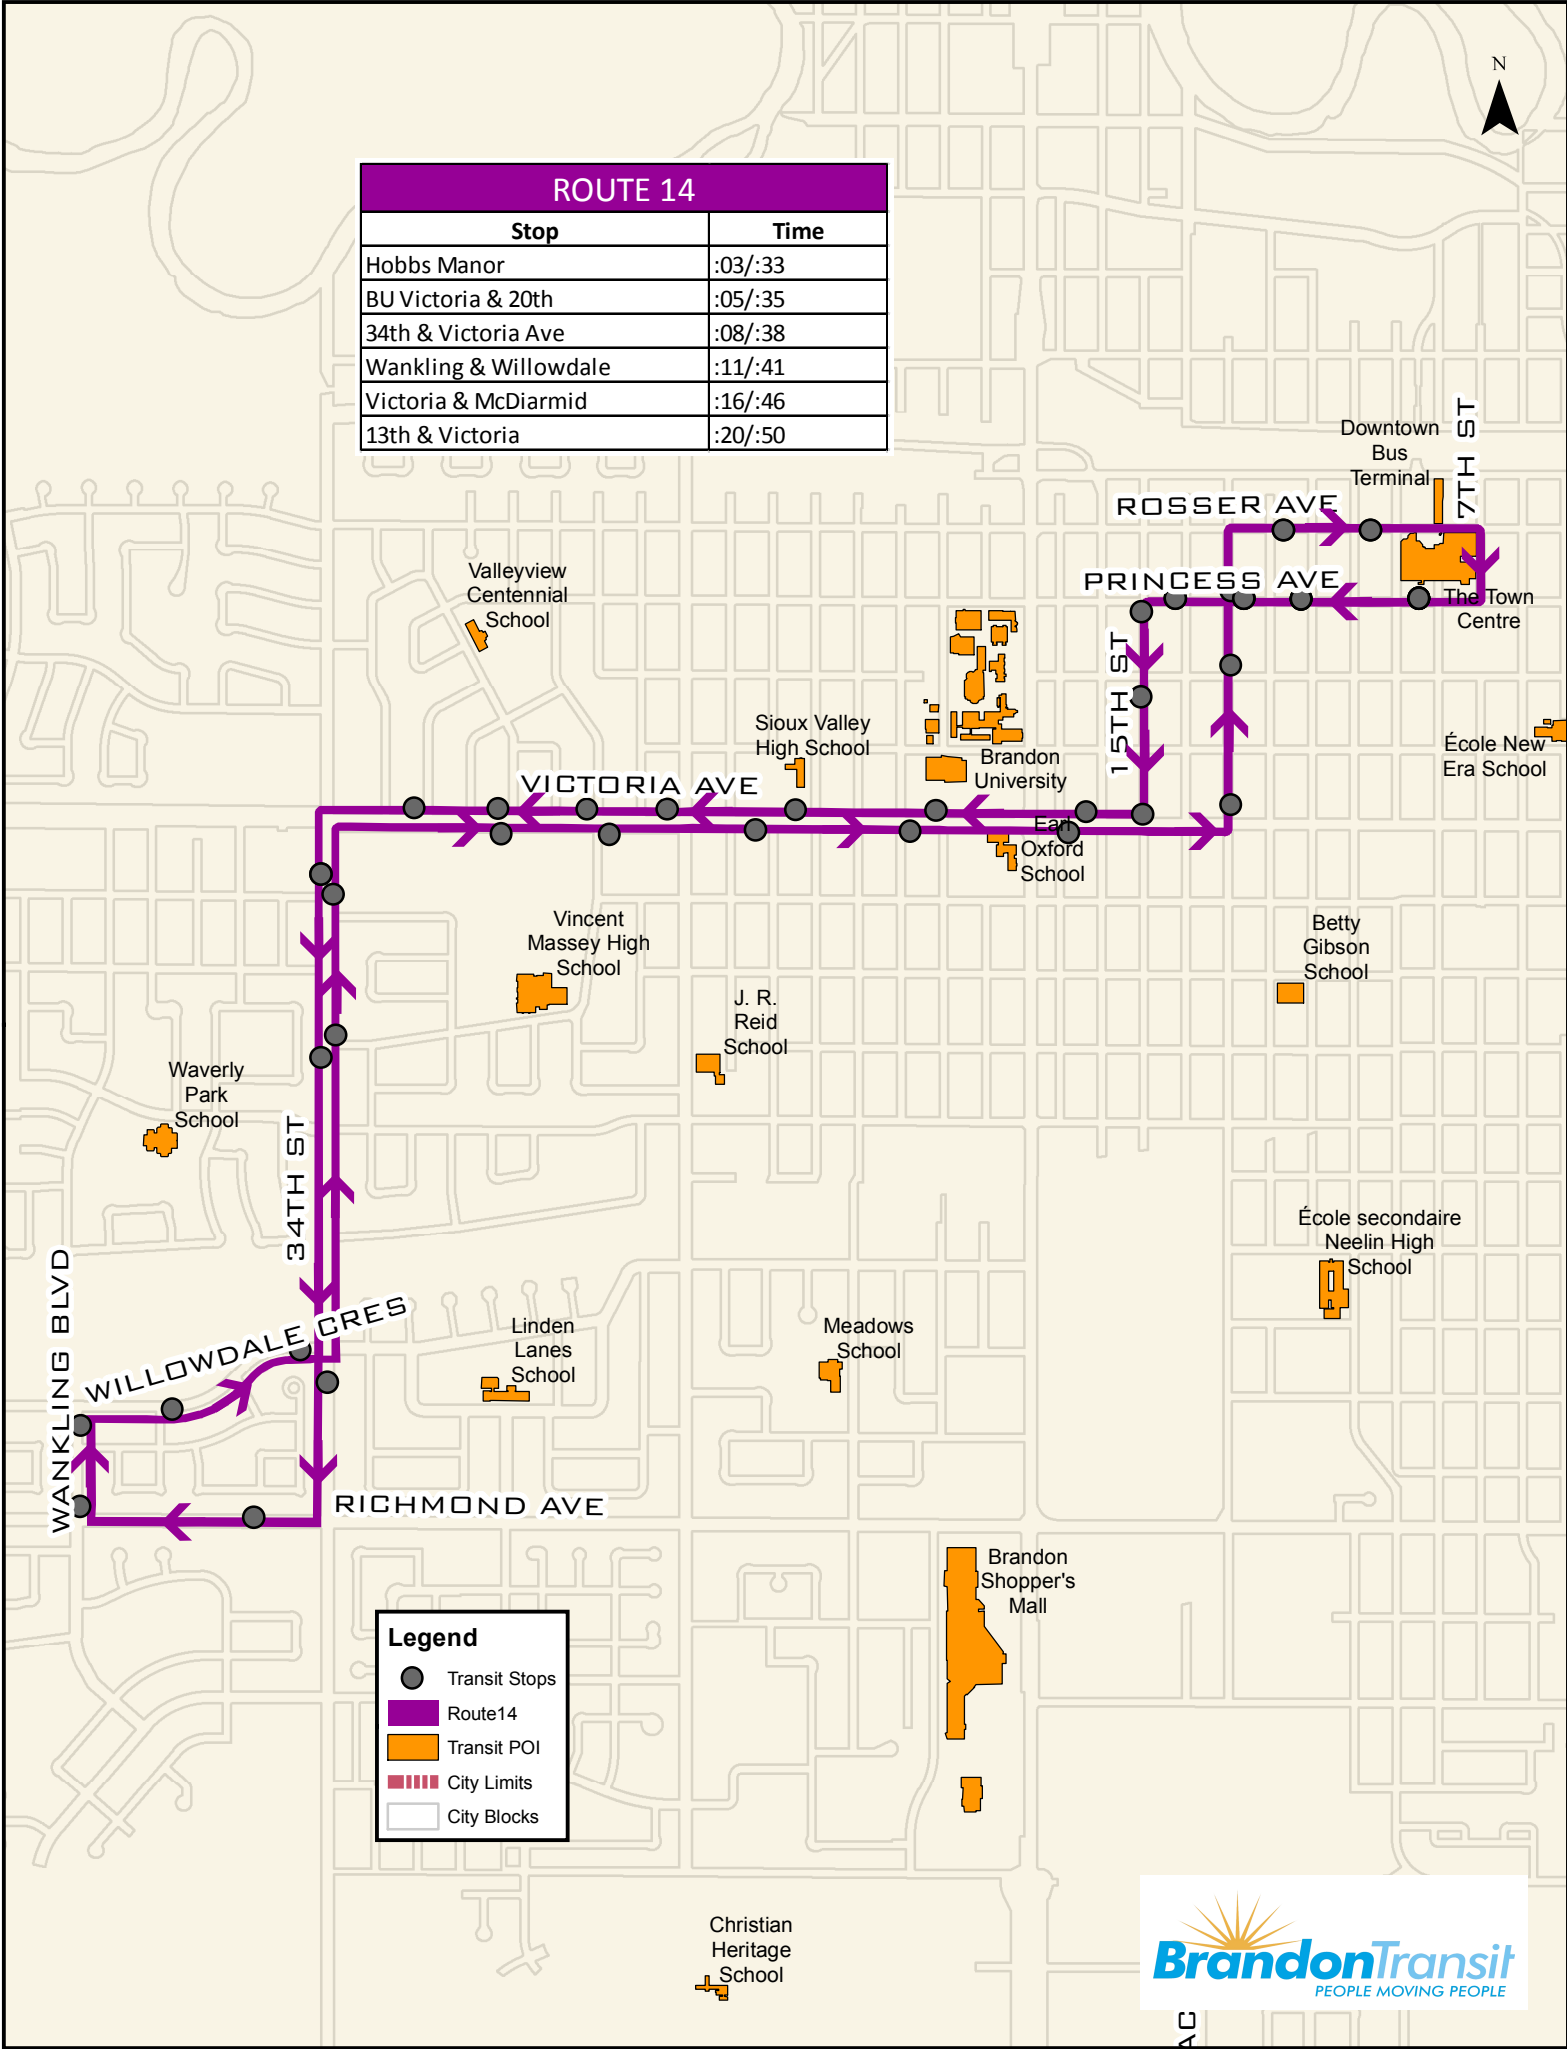 N
ROUTE 14
Stop Time
Hobbs Manor :03/:33
BU Victoria & 20th :05/:35
34th & Victoria Ave :08/:38
Wankling & Willowdale :11/:41
Victoria & McDiarmid :16/:46
13th & Victoria :20/:50
Downtown
Bus
Terminal
7TH ST
ROSSER AVE
PRINCESS AVE
The Town
Centre
Valleyview
Centennial
School
15TH ST
Sioux Valley
High School
Brandon
University
École New
Era School
VICTORIA AVE
Earl
Oxford
School
Vincent
Massey High
School
Betty
Gibson
School
J. R.
Reid
School
Waverly
Park
School
34TH ST
École secondaire
Neelin High
School
WANKLING BLVD
WILLOWDALE CRES
Linden
Lanes
School
Meadows
School
RICHMOND AVE
Brandon
Shopper's
Mall
Legend
Transit Stops
Route14
Transit POI
City Limits
City Blocks
Christian
Heritage
School
BrandonTransit
PEOPLE MOVING PEOPLE
AC